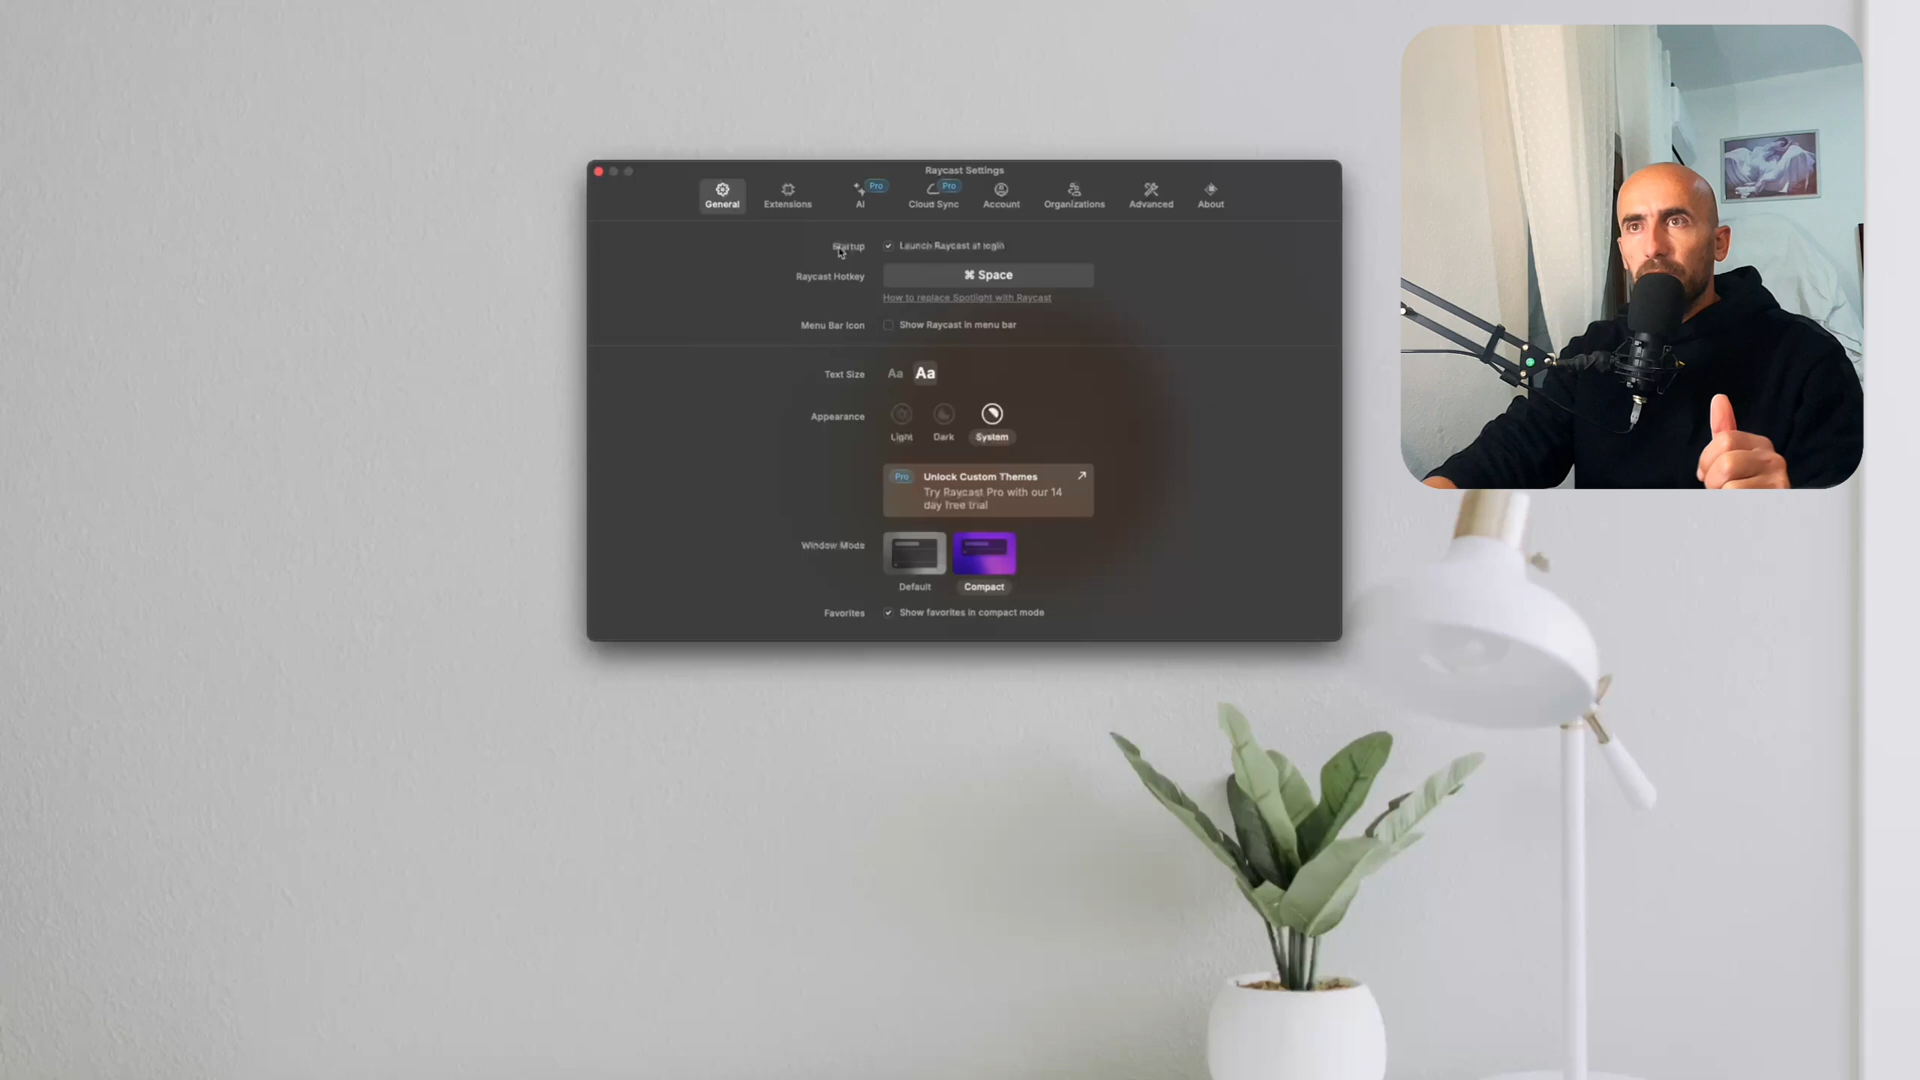 Raycast Settings
General
Extensions
Pro
AI
Pro
Cloud Sync
Account
Organizations
Advanced
About
Startup
Launch Raycast at login
Raycast Hotkey
⌘ Space
How to replace Spotlight with Raycast
Menu Bar Icon
Show Raycast in menu bar
Text Size
Aa Aa
Appearance
Light
Dark
System
Pro
Unlock Custom Themes
Try Raycast Pro with our 14
day free trial
Window Mode
Default
Compact
Favorites
Show favorites in compact mode